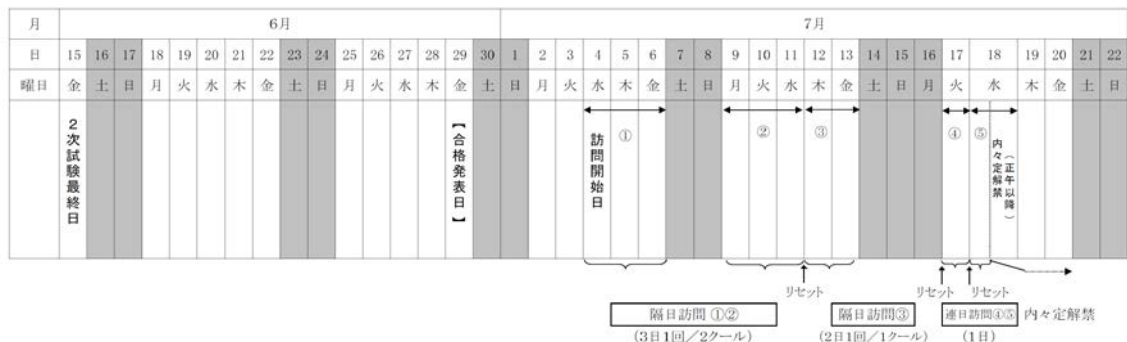 月 6月 7月
日 15 16 17 18 19 20 21 22 23 24 25 26 27 28 29 30 1 2 3 4 5 6 7 8 9 10 11 12 13 14 15 16 17 18 19 20 21 22
曜日 金 土 日 月 火 水 木 金 土 日 月 火 水 木 金 土 日 月 火 水 木 金 土 日 月 火 水 木 金 土 日 月 火 水 木 金 土 日
2次試験最終日
【合格発表日】
訪問開始日
①
②
③
④
⑤
内々定解禁
(正午以降)
リセット
リセット
リセット
隔日訪問 ①②
隔日訪問③
連日訪問④⑤
内々定解禁
(3日1回/2クール)
(2日1回/1クール)
(1日)